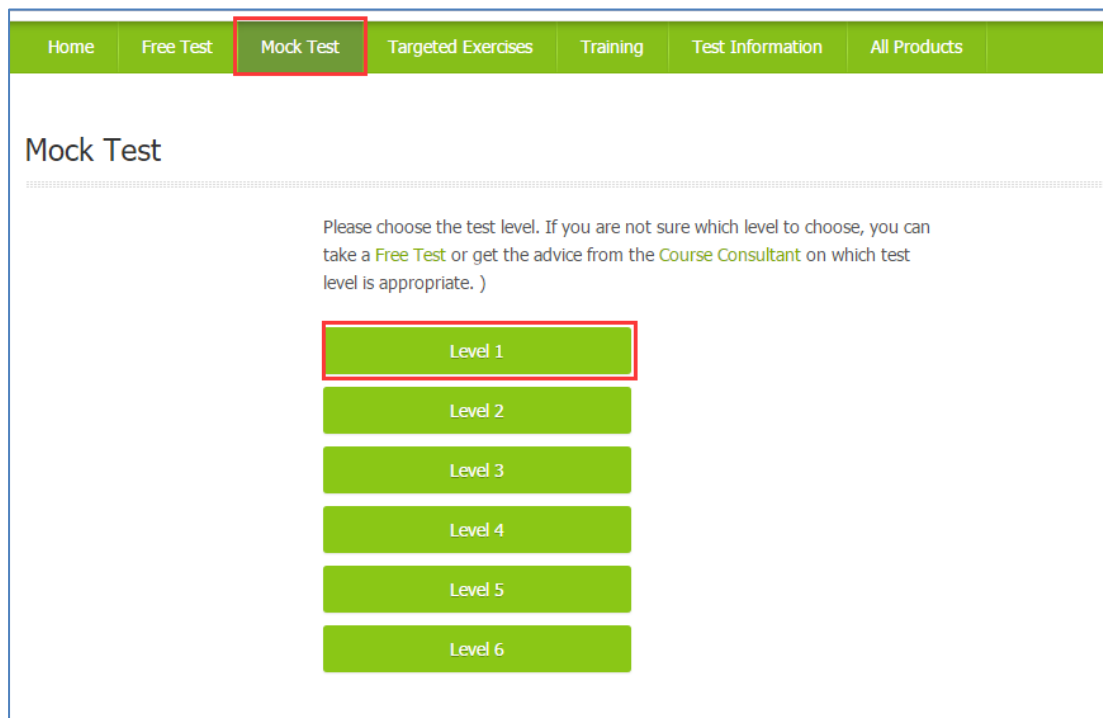 Home Free Test Mock Test Targeted Exercises Training Test Information All Products
Mock Test
Please choose the test level. If you are not sure which level to choose, you can
take a Free Test or get the advice from the Course Consultant on which test
level is appropriate. )
Level 1
Level 2
Level 3
Level 4
Level 5
Level 6